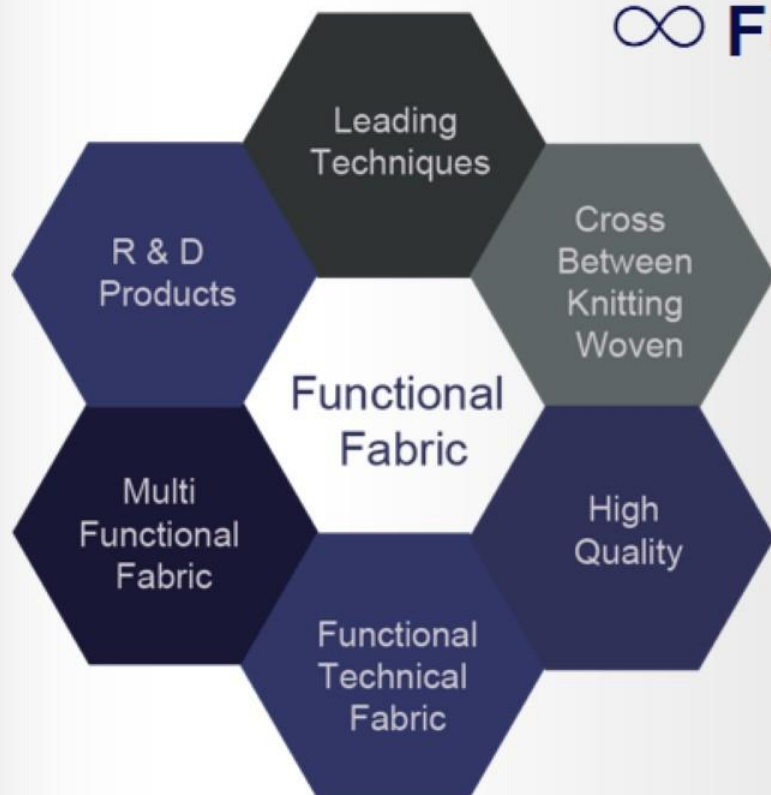 ∞ F
Leading
Techniques
Cross
Between
Knitting
Woven
R & D
Products
Functional
Fabric
High
Quality
Multi
Functional
Fabric
Functional
Technical
Fabric